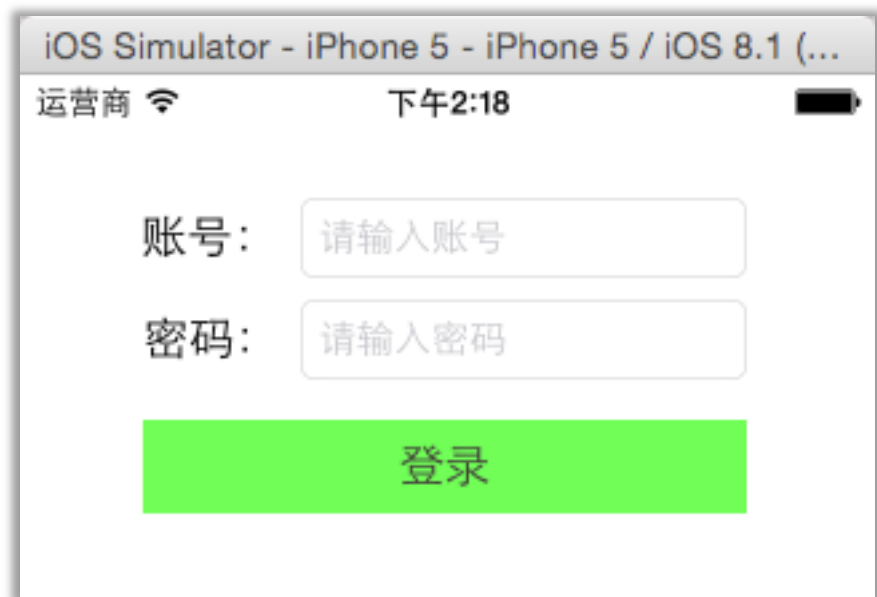 iOS Simulator - iPhone 5 - iPhone 5 / iOS 8.1 (...
运营商 下午2:18
账号： 请输入账号
密码： 请输入密码
登录